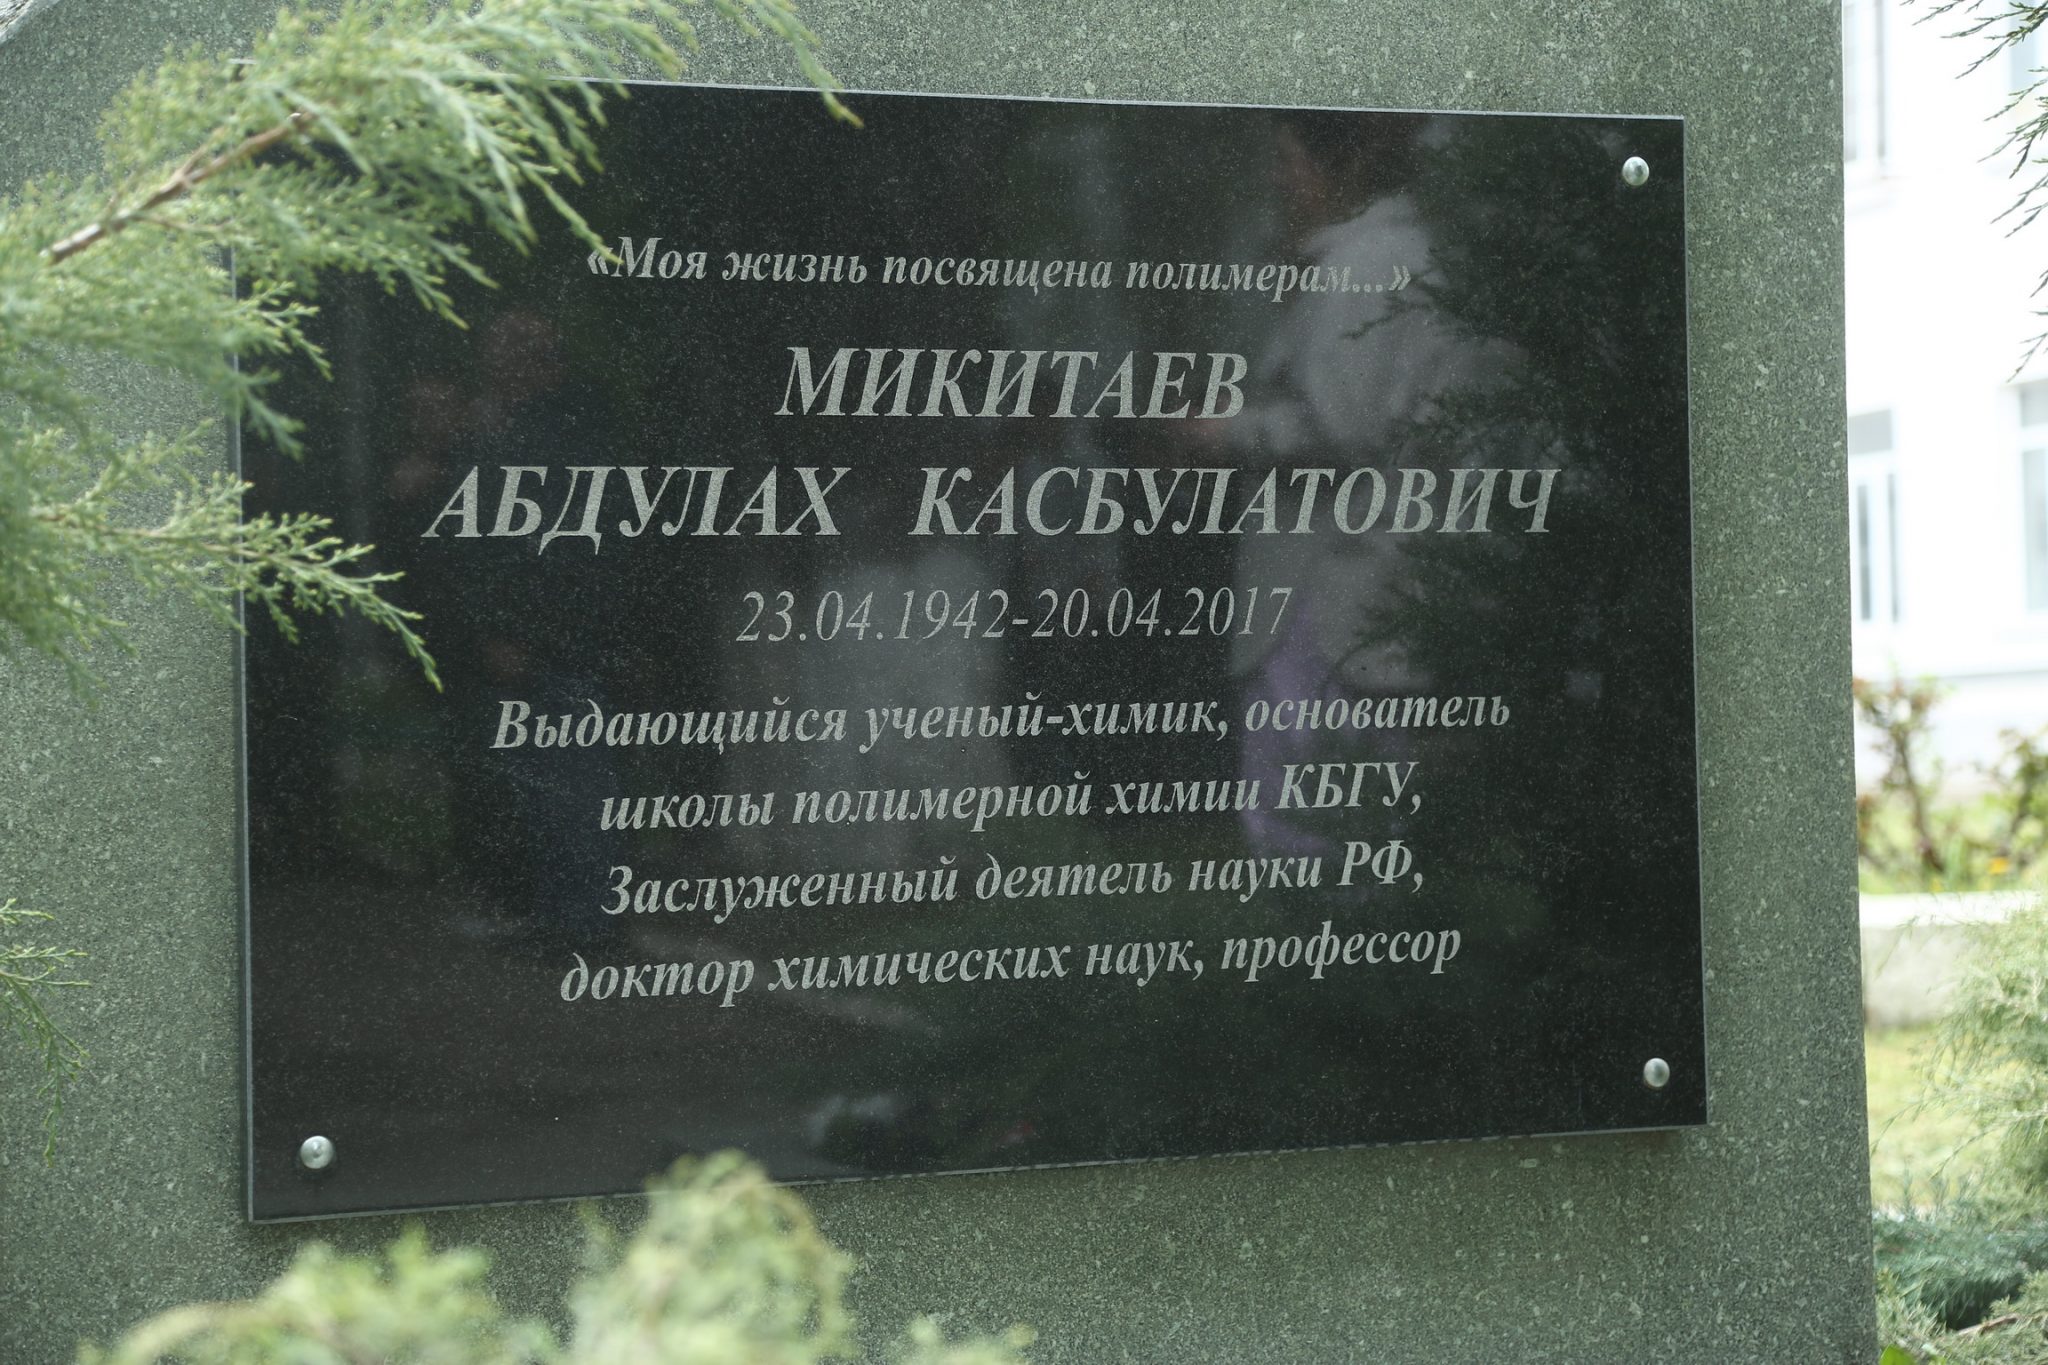 «Моя жизнь посвящена полимерам...»
МИКИТАЕВ
АБДУЛАХ КАСБУЛАТОВИЧ
23.04.1942-20.04.2017
Выдающийся ученый-химик, основатель
школы полимерной химии КБГУ,
Заслуженный деятель науки РФ,
доктор химических наук, профессор